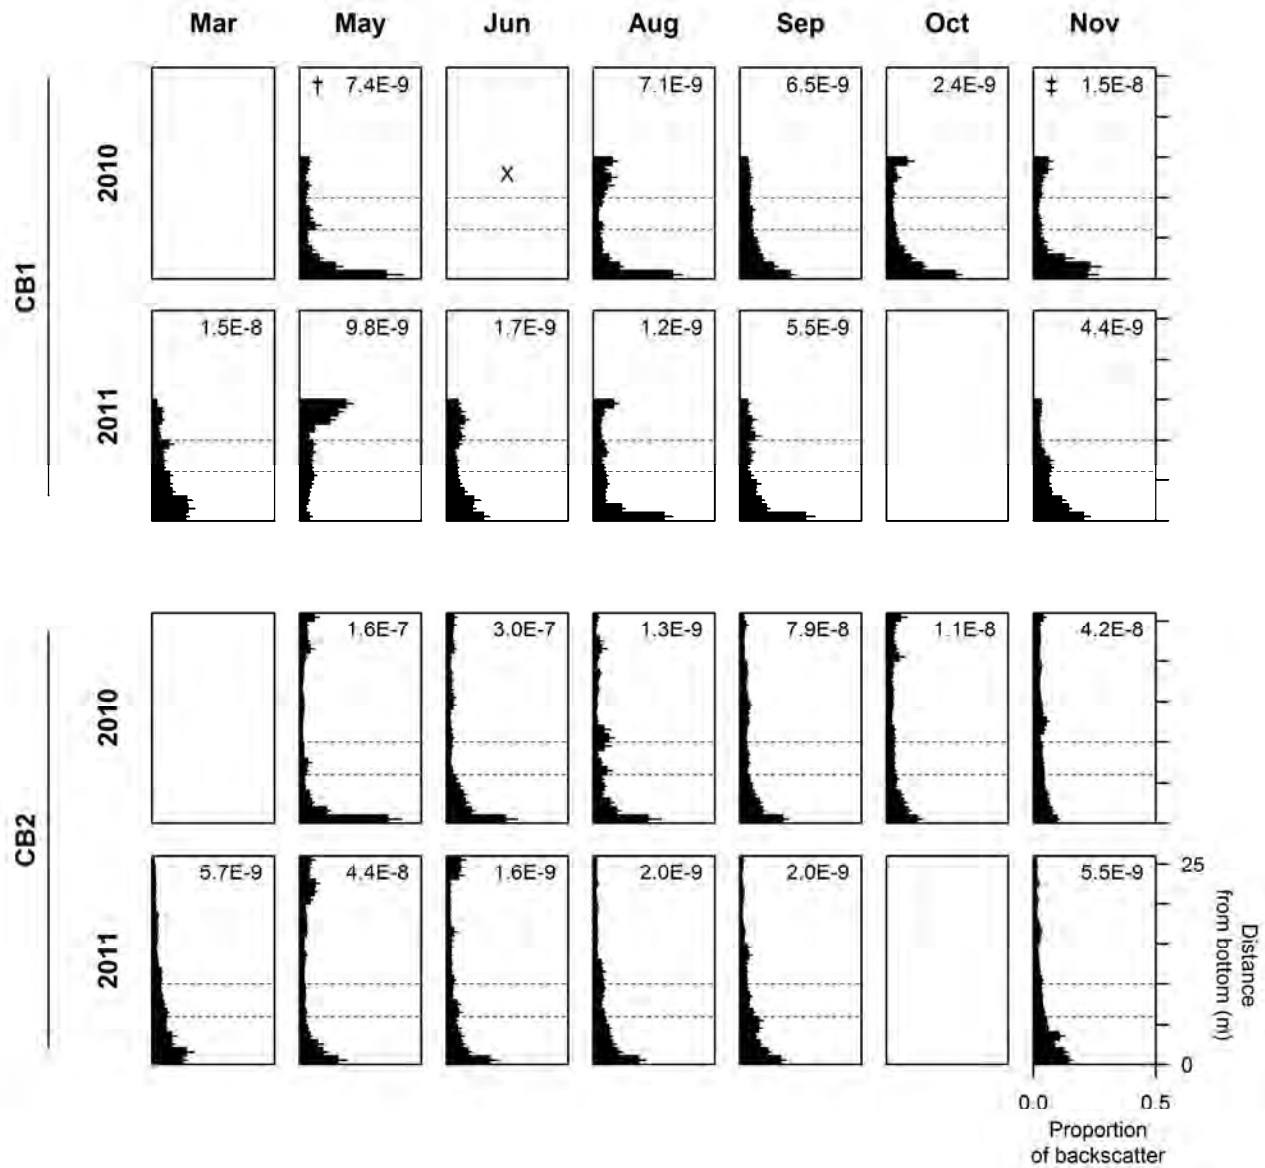 Mar May Jun Aug Sep Oct Nov
CB1
2010
† 7.4E-9 X 7.1E-9 6.5E-9 2.4E-9 ‡ 1.5E-8
2011
1.5E-8 9.8E-9 1.7E-9 1.2E-9 5.5E-9 4.4E-9
CB2
2010
1.6E-7 3.0E-7 1.3E-9 7.9E-8 1.1E-8 4.2E-8
2011
5.7E-9 4.4E-8 1.6E-9 2.0E-9 2.0E-9 5.5E-9
25
Distance
from bottom (m)
0
0.0 0.5
Proportion
of backscatter